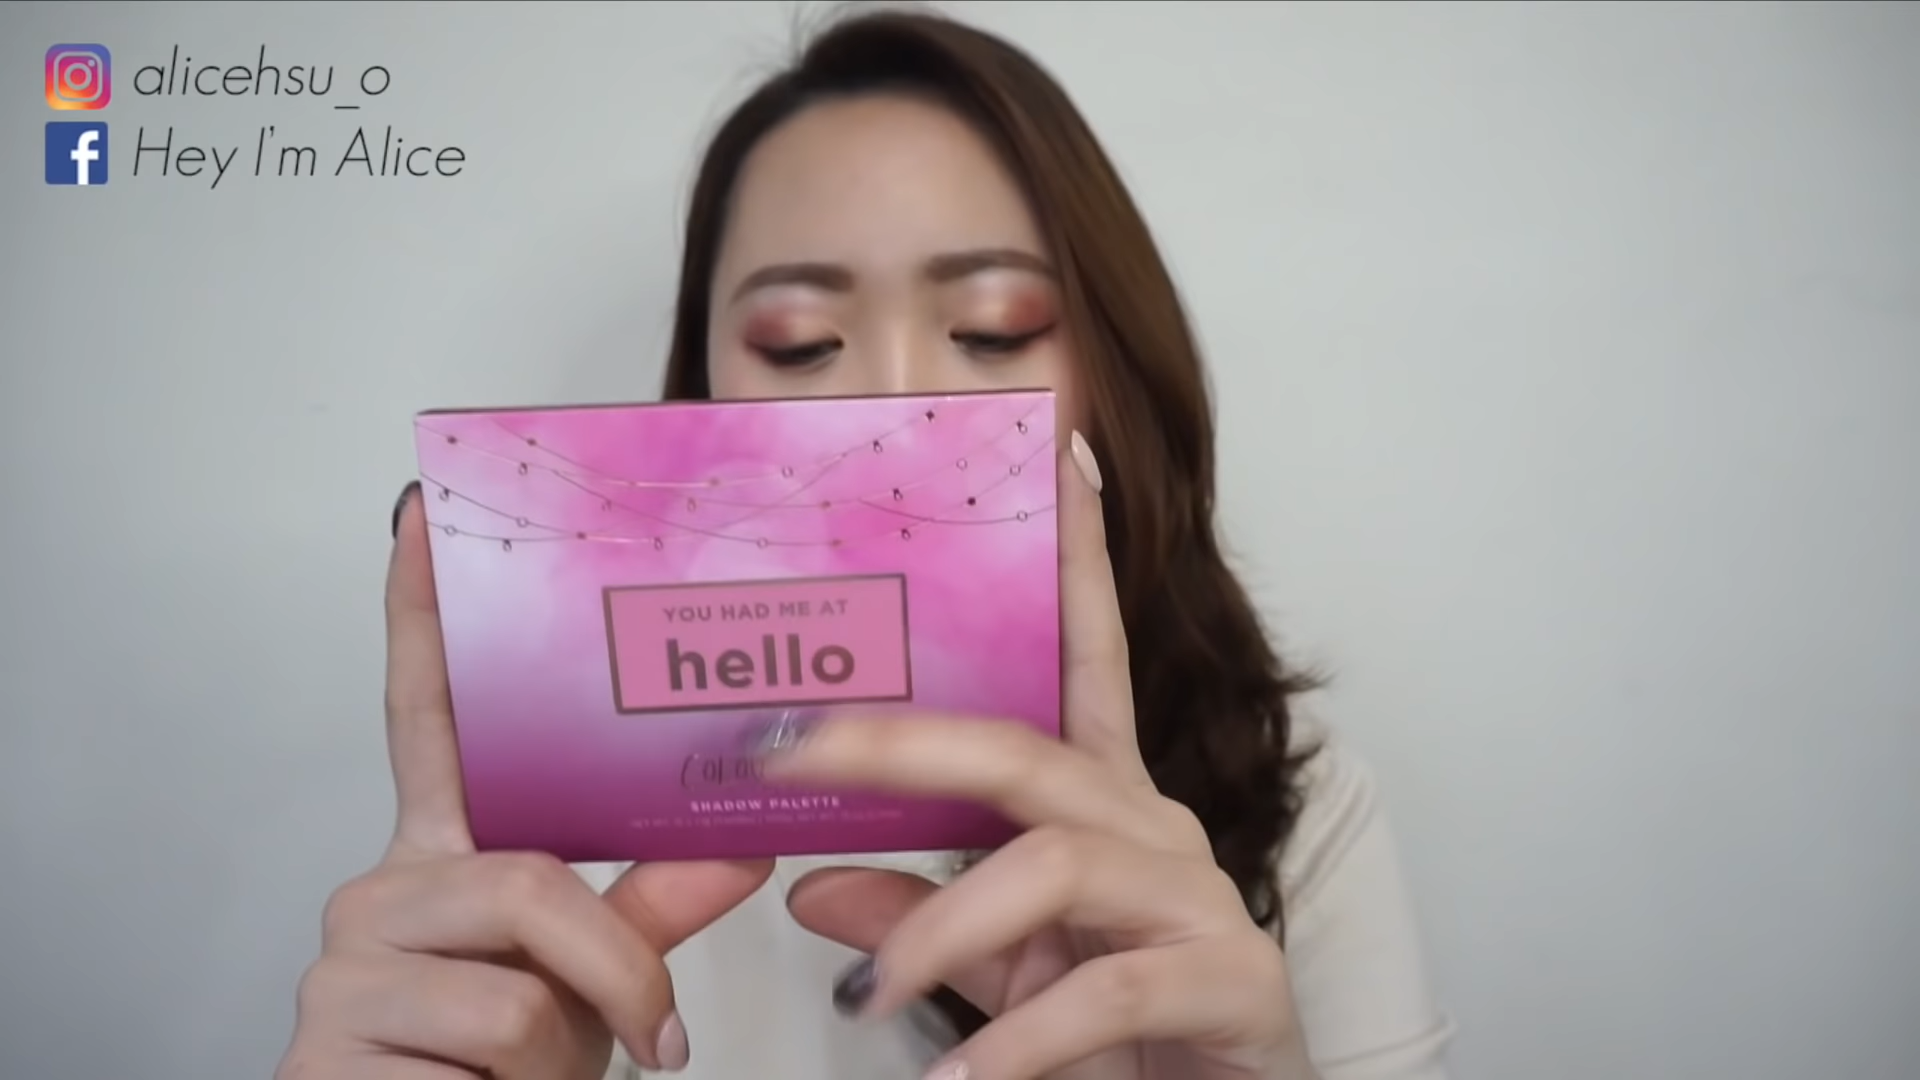 alicehsu_o
Hey I'm Alice
YOU HAD ME AT
hello
SHADOW PALETTE